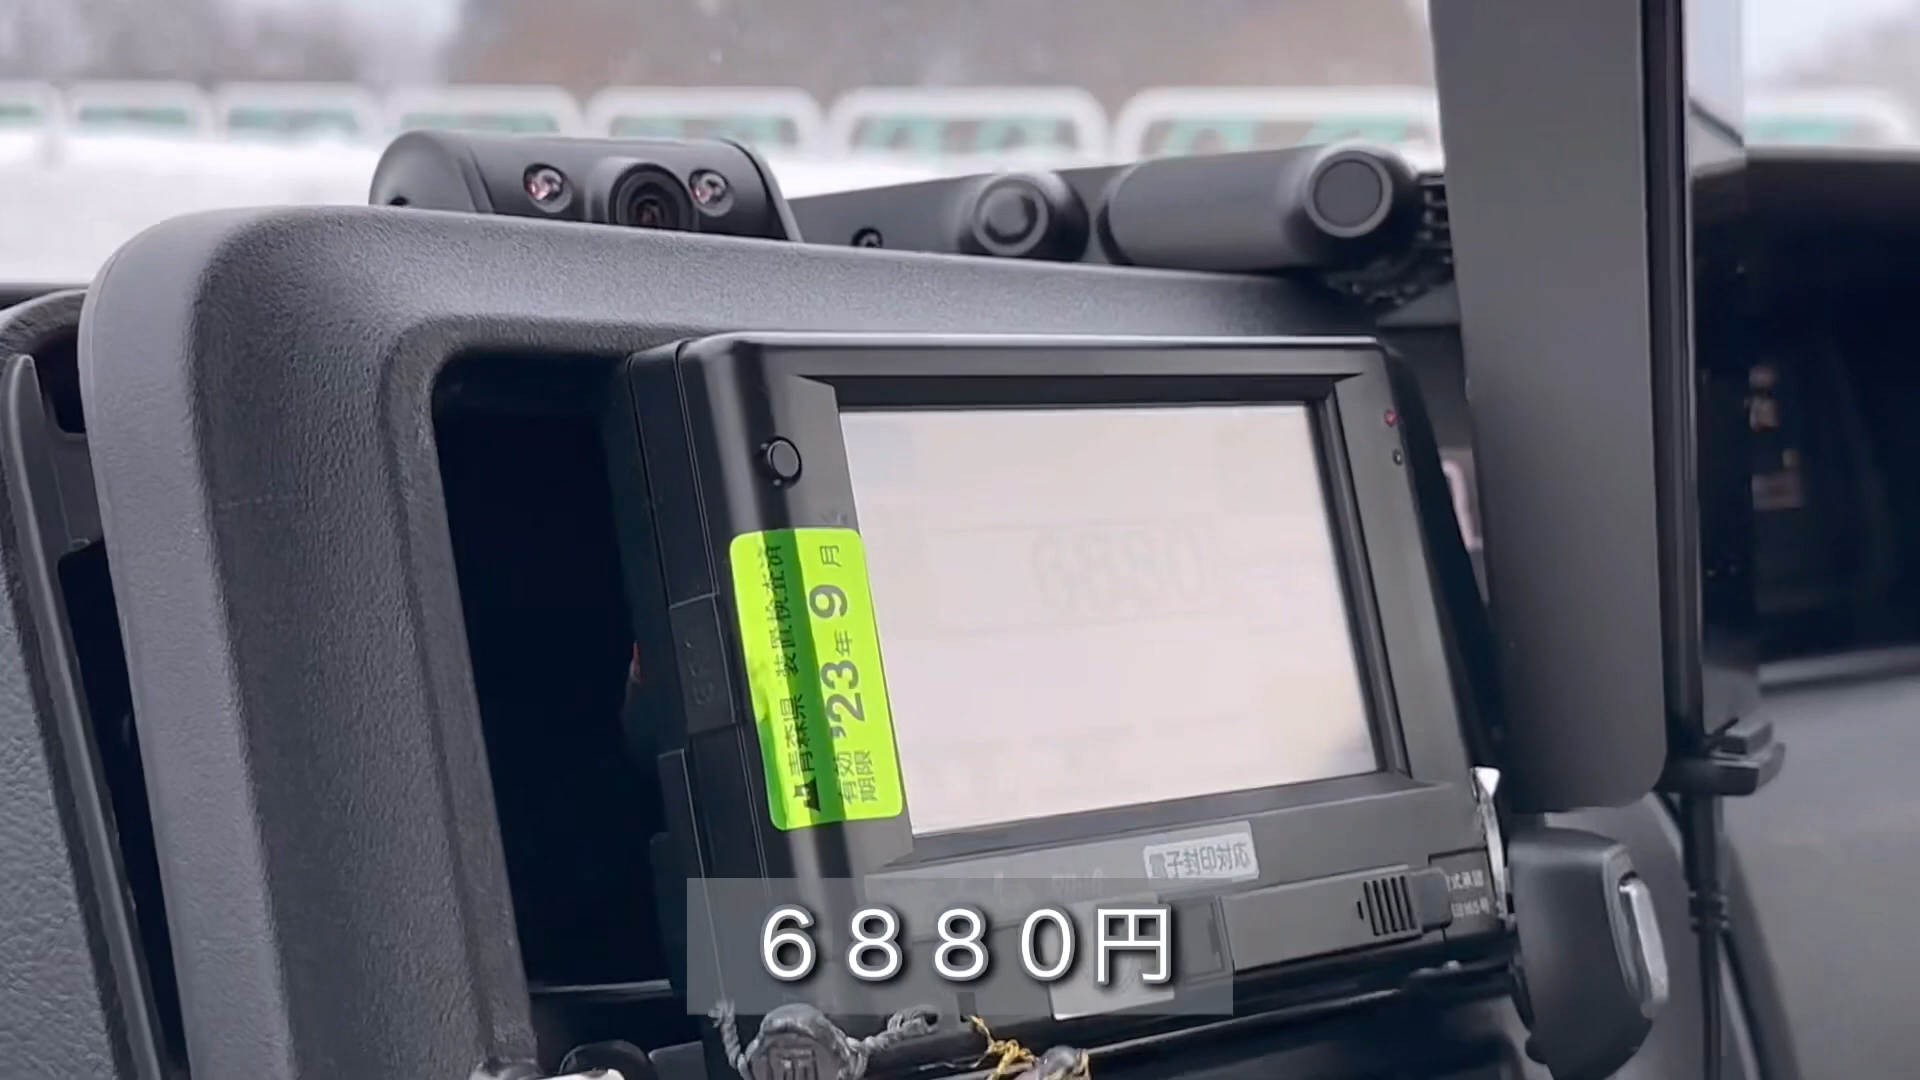 6880
青森県 装置検査済
有効期限 '23年9月
電子封印対応
６８８０円